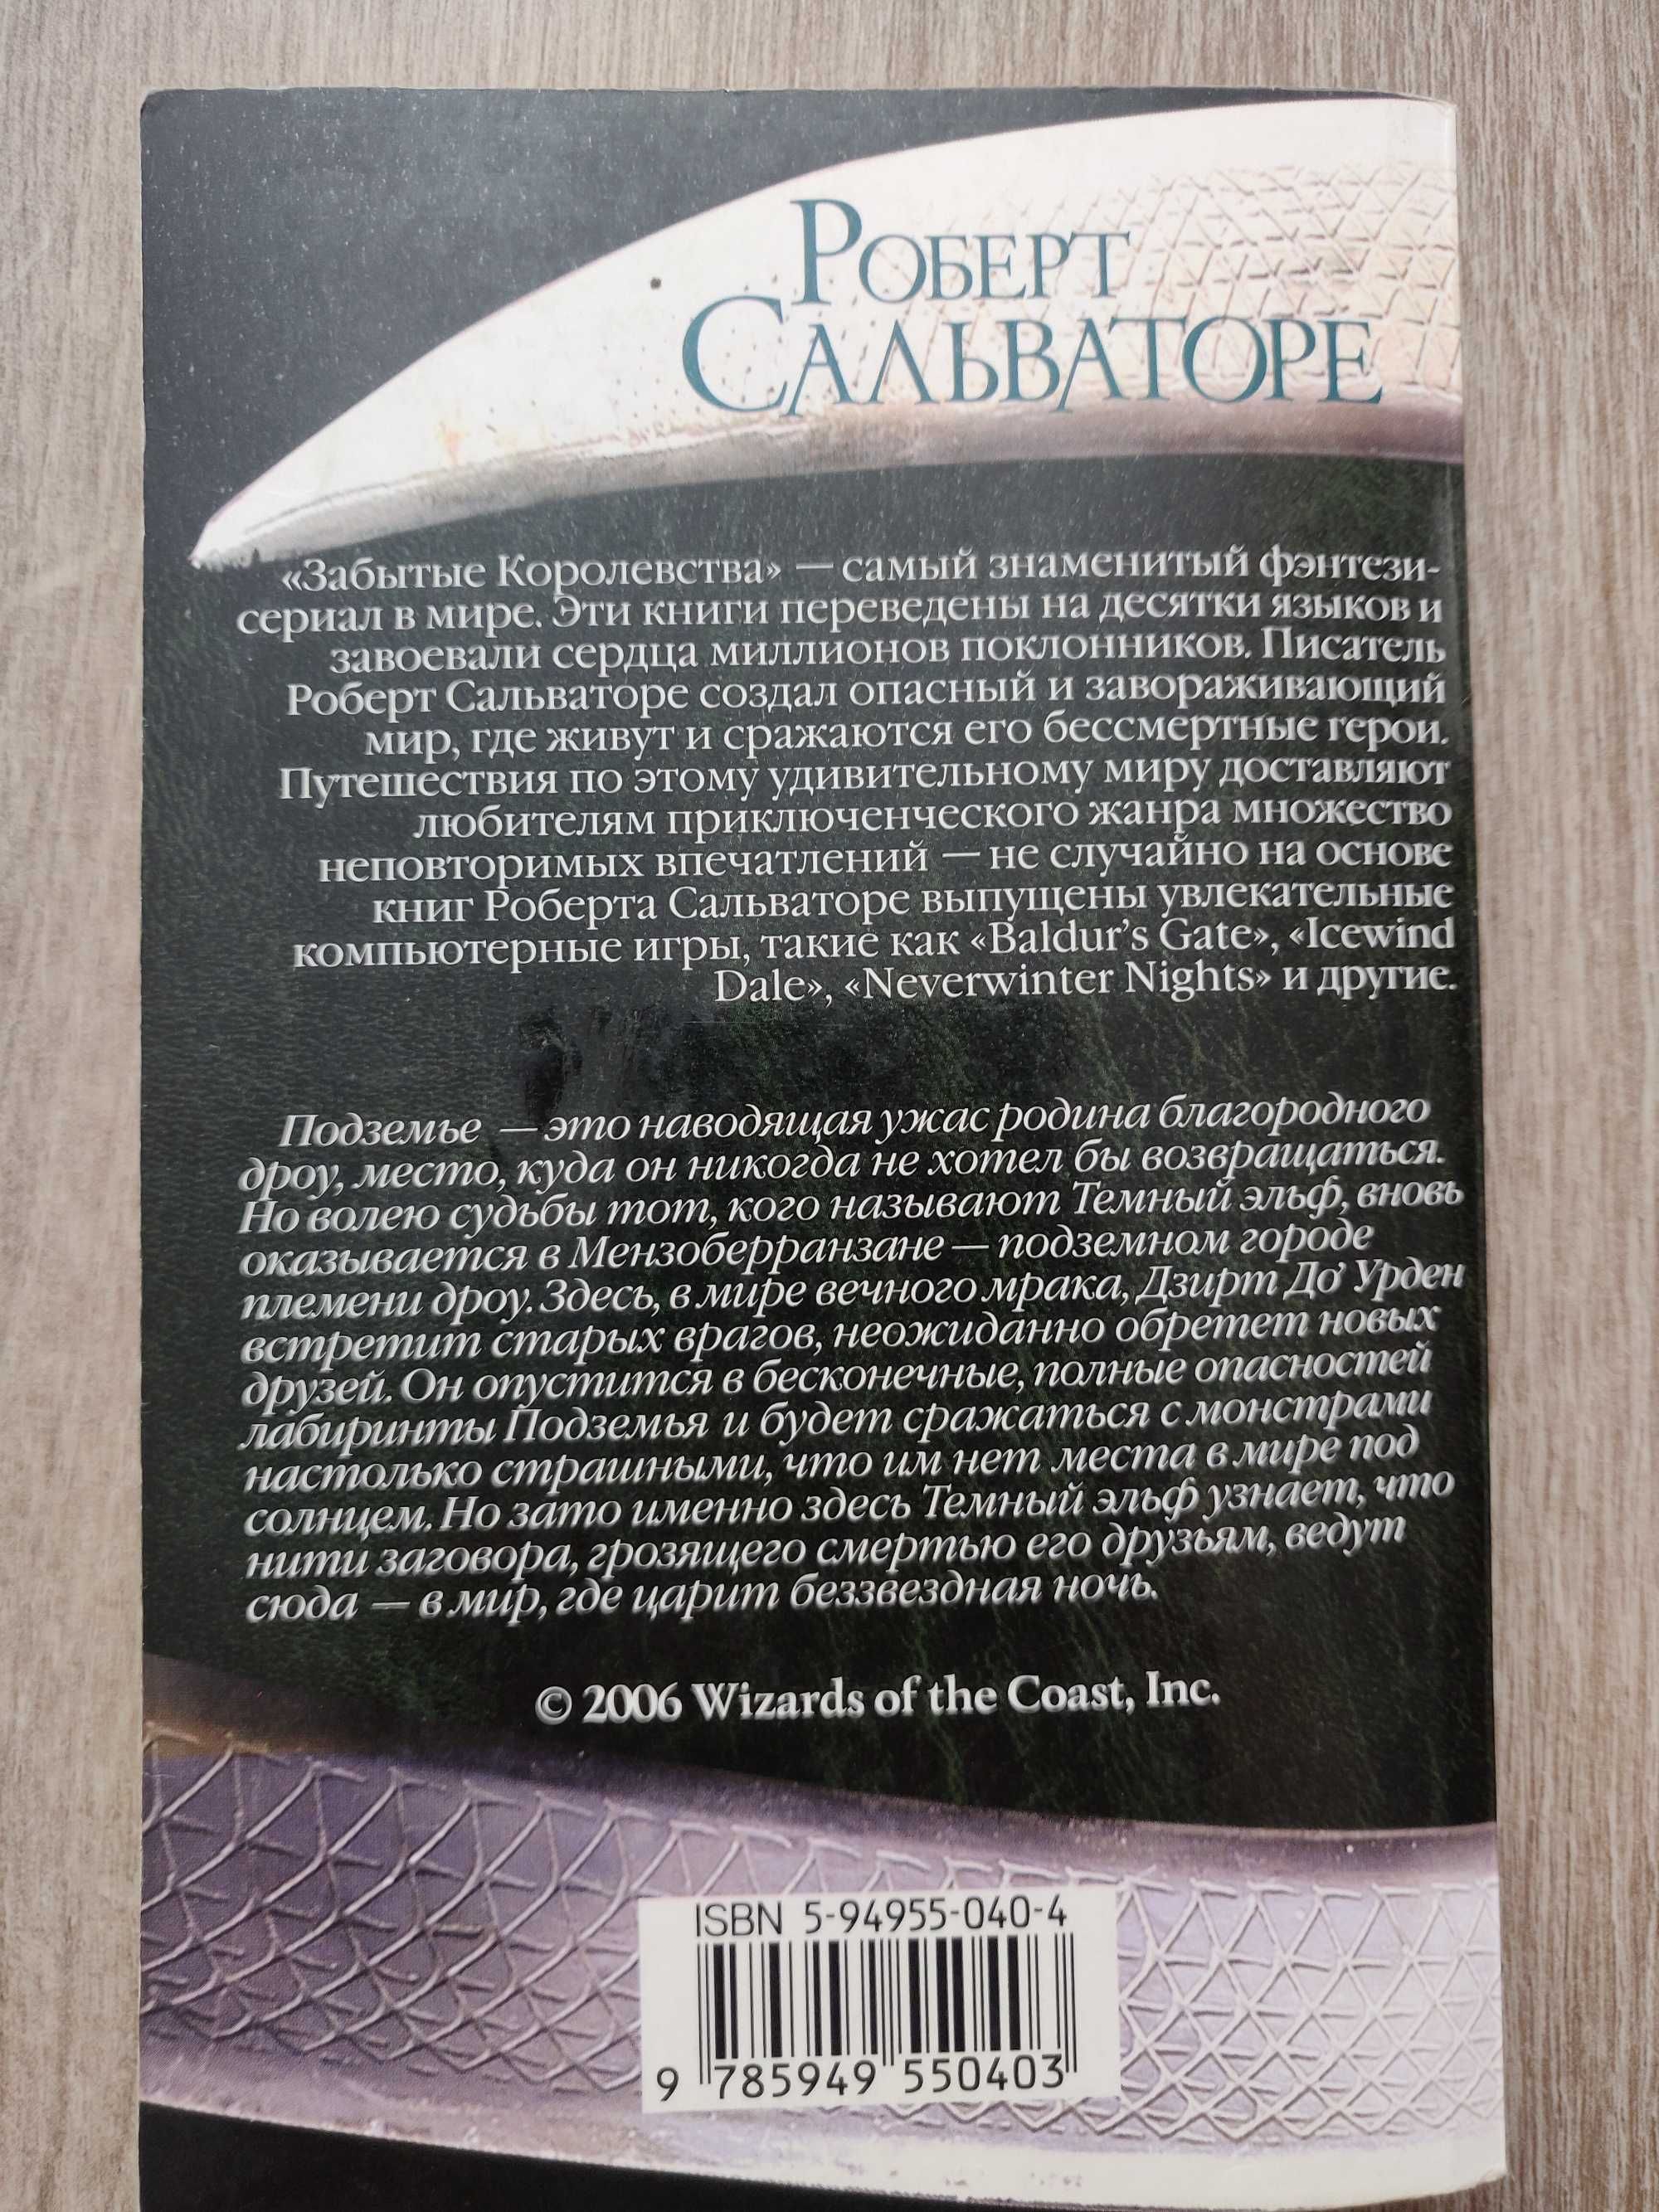 Роберт
Сальваторе
«Забытые Королевства» — самый знаменитый фэнтези-
сериал в мире. Эти книги переведены на десятки языков и
завоевали сердца миллионов поклонников. Писатель
Роберт Сальваторе создал опасный и завораживающий
мир, где живут и сражаются его бессмертные герои.
Путешествия по этому удивительному миру доставляют
любителям приключенческого жанра множество
неповторимых впечатлений — не случайно на основе
книг Роберта Сальваторе выпущены увлекательные
компьютерные игры, такие как «Baldur's Gate», «Icewind
Dale», «Neverwinter Nights» и другие.
Подземье — это наводящая ужас родина благородного
дроу, место, куда он никогда не хотел бы возвращаться.
Но волею судьбы тот, кого называют Темный эльф, вновь
оказывается в Мензоберранзане — подземном городе
племени дроу. Здесь, в мире вечного мрака, Дзирт До' Урден
встретит старых врагов, неожиданно обретет новых
друзей. Он опустится в бесконечные, полные опасностей
лабиринты Подземья и будет сражаться с монстрами
настолько страшными, что им нет места в мире под
солнцем. Но зато именно здесь Темный эльф узнает, что
нити заговора, грозящего смертью его друзьям, ведут
сюда — в мир, где царит беззвездная ночь.
© 2006 Wizards of the Coast, Inc.
ISBN 5-94955-040-4
9 785949 550403